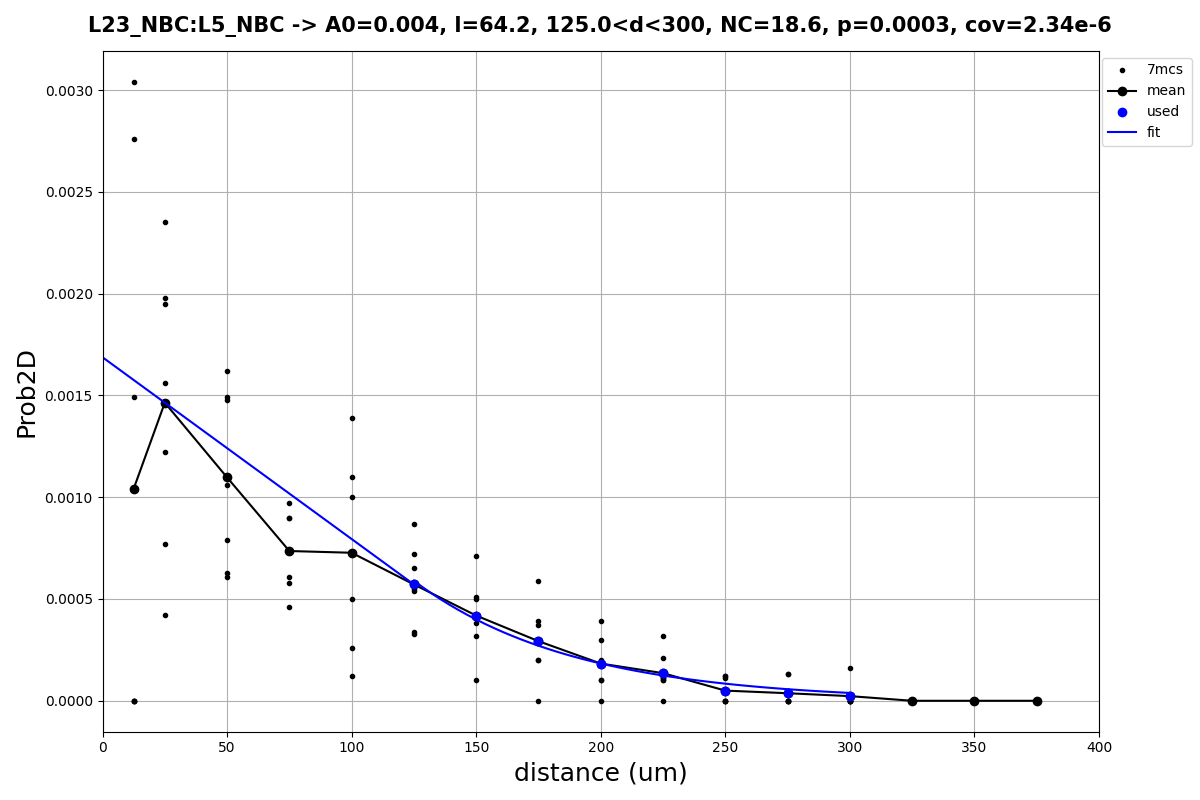 L23_NBC:L5_NBC -> A0=0.004, l=64.2, 125.0<d<300, NC=18.6, p=0.0003, cov=2.34e-6
7mcs
mean
used
fit
0.0030
0.0025
0.0020
0.0015
0.0010
0.0005
0.0000
Prob2D
0
50
100
150
200
250
300
350
400
distance (um)